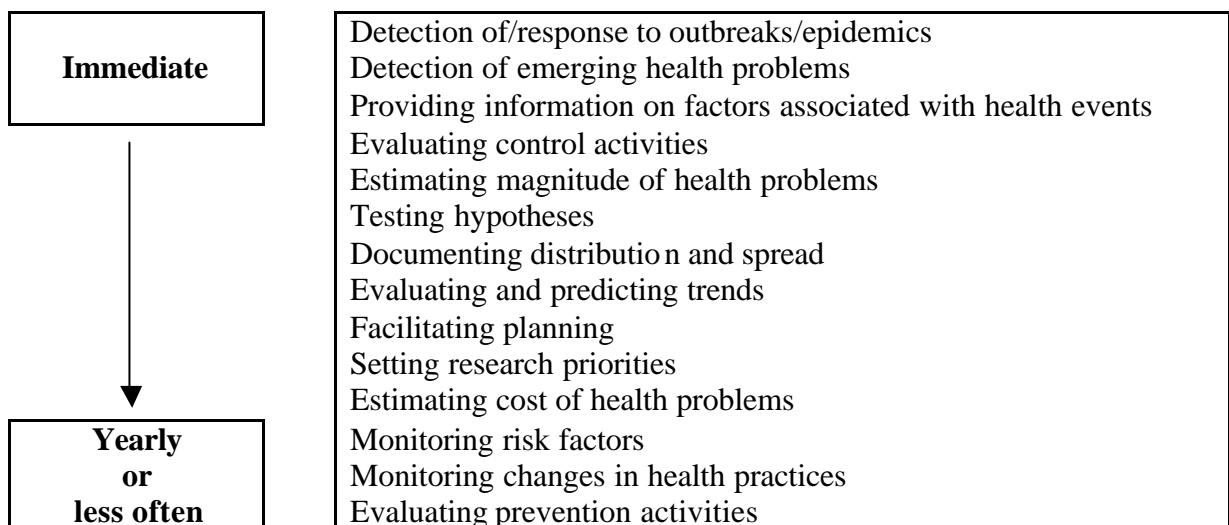 Immediate
Detection of/response to outbreaks/epidemics
Detection of emerging health problems
Providing information on factors associated with health events
Evaluating control activities
Estimating magnitude of health problems
Testing hypotheses
Documenting distribution and spread
Evaluating and predicting trends
Facilitating planning
Setting research priorities
Estimating cost of health problems
Monitoring risk factors
Monitoring changes in health practices
Evaluating prevention activities
Yearly
or
less often